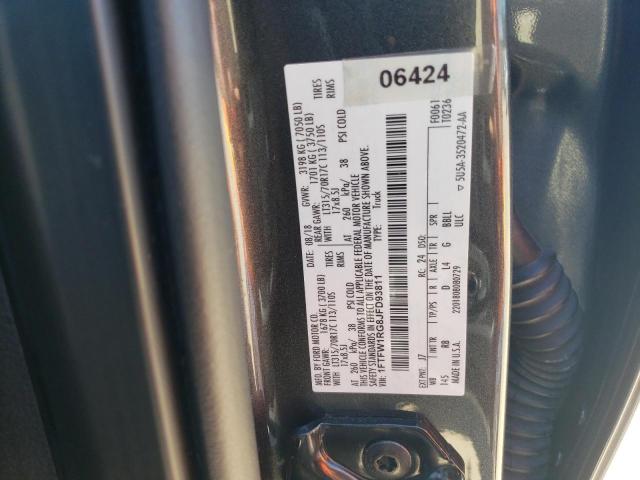 06424
MFD. BY FORD MOTOR CO.
DATE: 08/18 GVWR: 3198 KG ( 7050 LB)
FRONT GAWR: 1678 KG ( 3700 LB) REAR GAWR: 1701 KG ( 3750 LB)
WITH LT315/70R17C 113/110S TIRES WITH LT315/70R17C 113/110S TIRES
17x8.5J RIMS 17x8.5J RIMS
AT 260 kPa/ 38 PSI COLD AT 260 kPa/ 38 PSI COLD
THIS VEHICLE CONFORMS TO ALL APPLICABLE FEDERAL MOTOR VEHICLE
SAFETY STANDARDS IN EFFECT ON THE DATE OF MANUFACTURE SHOWN ABOVE.
VIN: 1FTFW1RG8JFD93811 TYPE: Truck
EXT PNT: J7 RC: 24 DSO: F0061
T0236
WB INT TR TP/PS R AXLE TR SPR
145 RB D L4 G BBLL
MADE IN U.S.A. 220180B080729 ULC
▽ 5U5A-3520472-AA